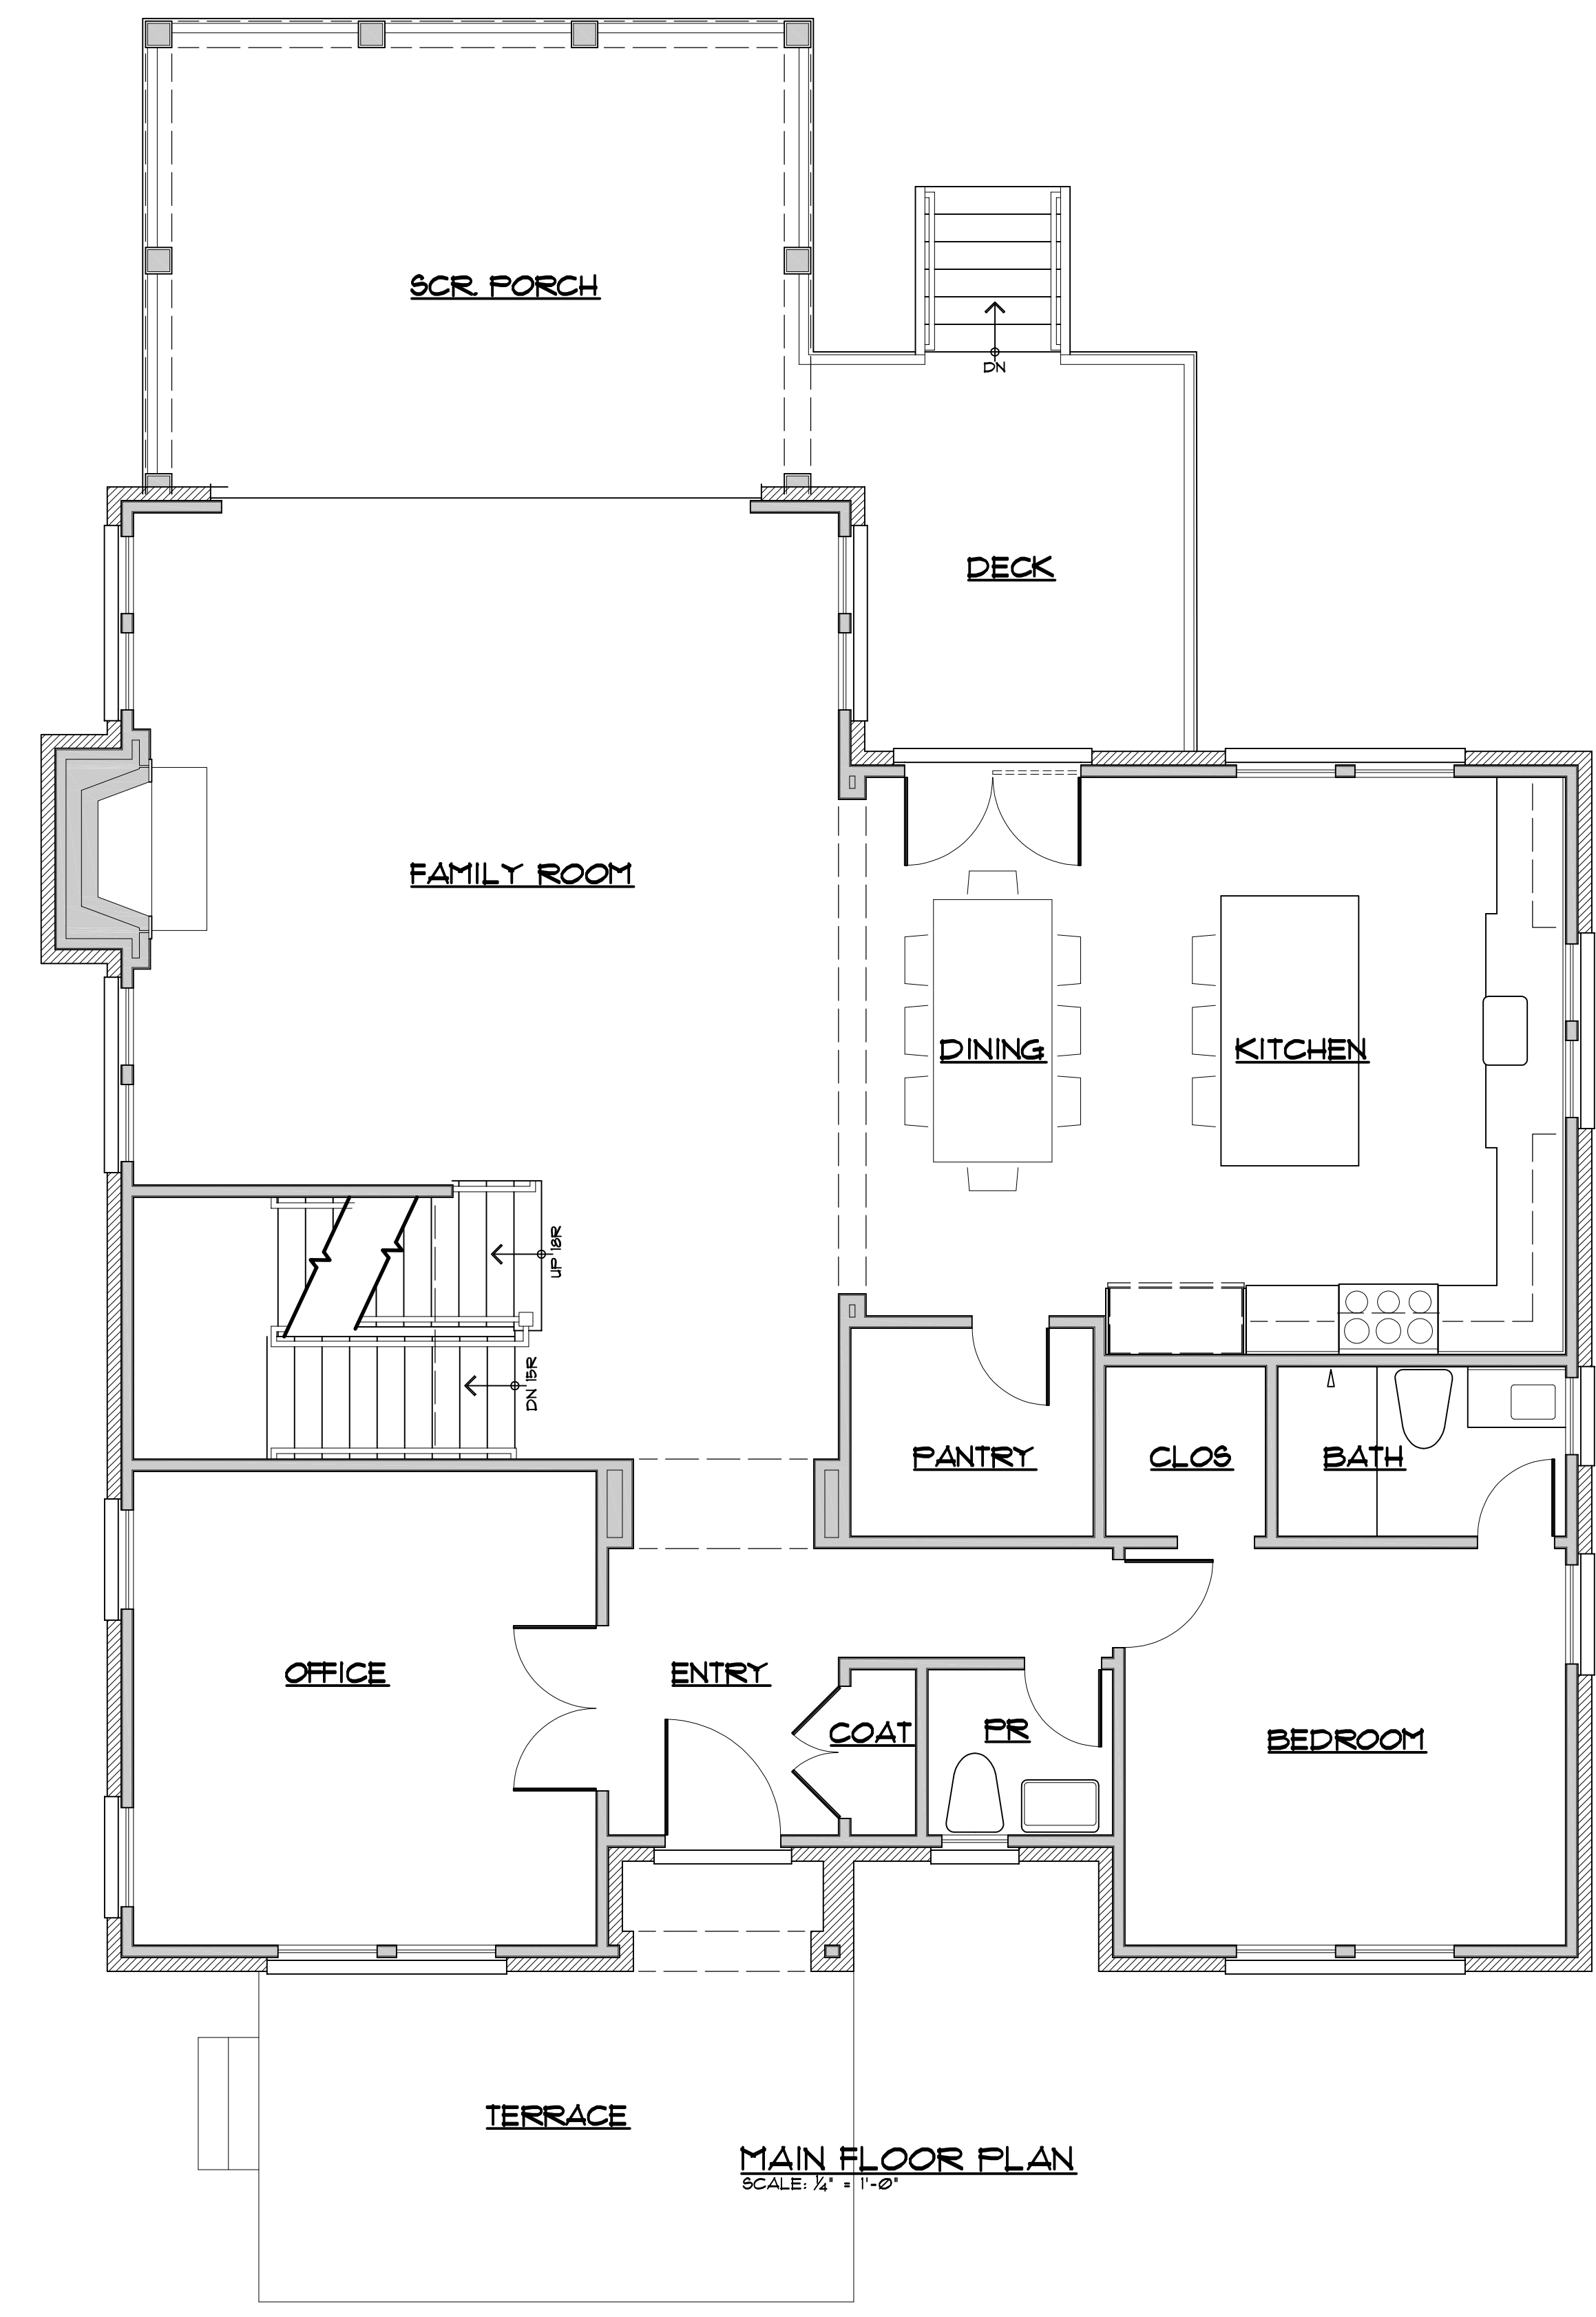 SCR. PORCH
DN
DECK
FAMILY ROOM
DINING
KITCHEN
UP 18R
DN 15R
PANTRY
CLOS
BATH
OFFICE
ENTRY
COAT
PR
BEDROOM
TERRACE
MAIN FLOOR PLAN
SCALE: 1/4" = 1'-0"